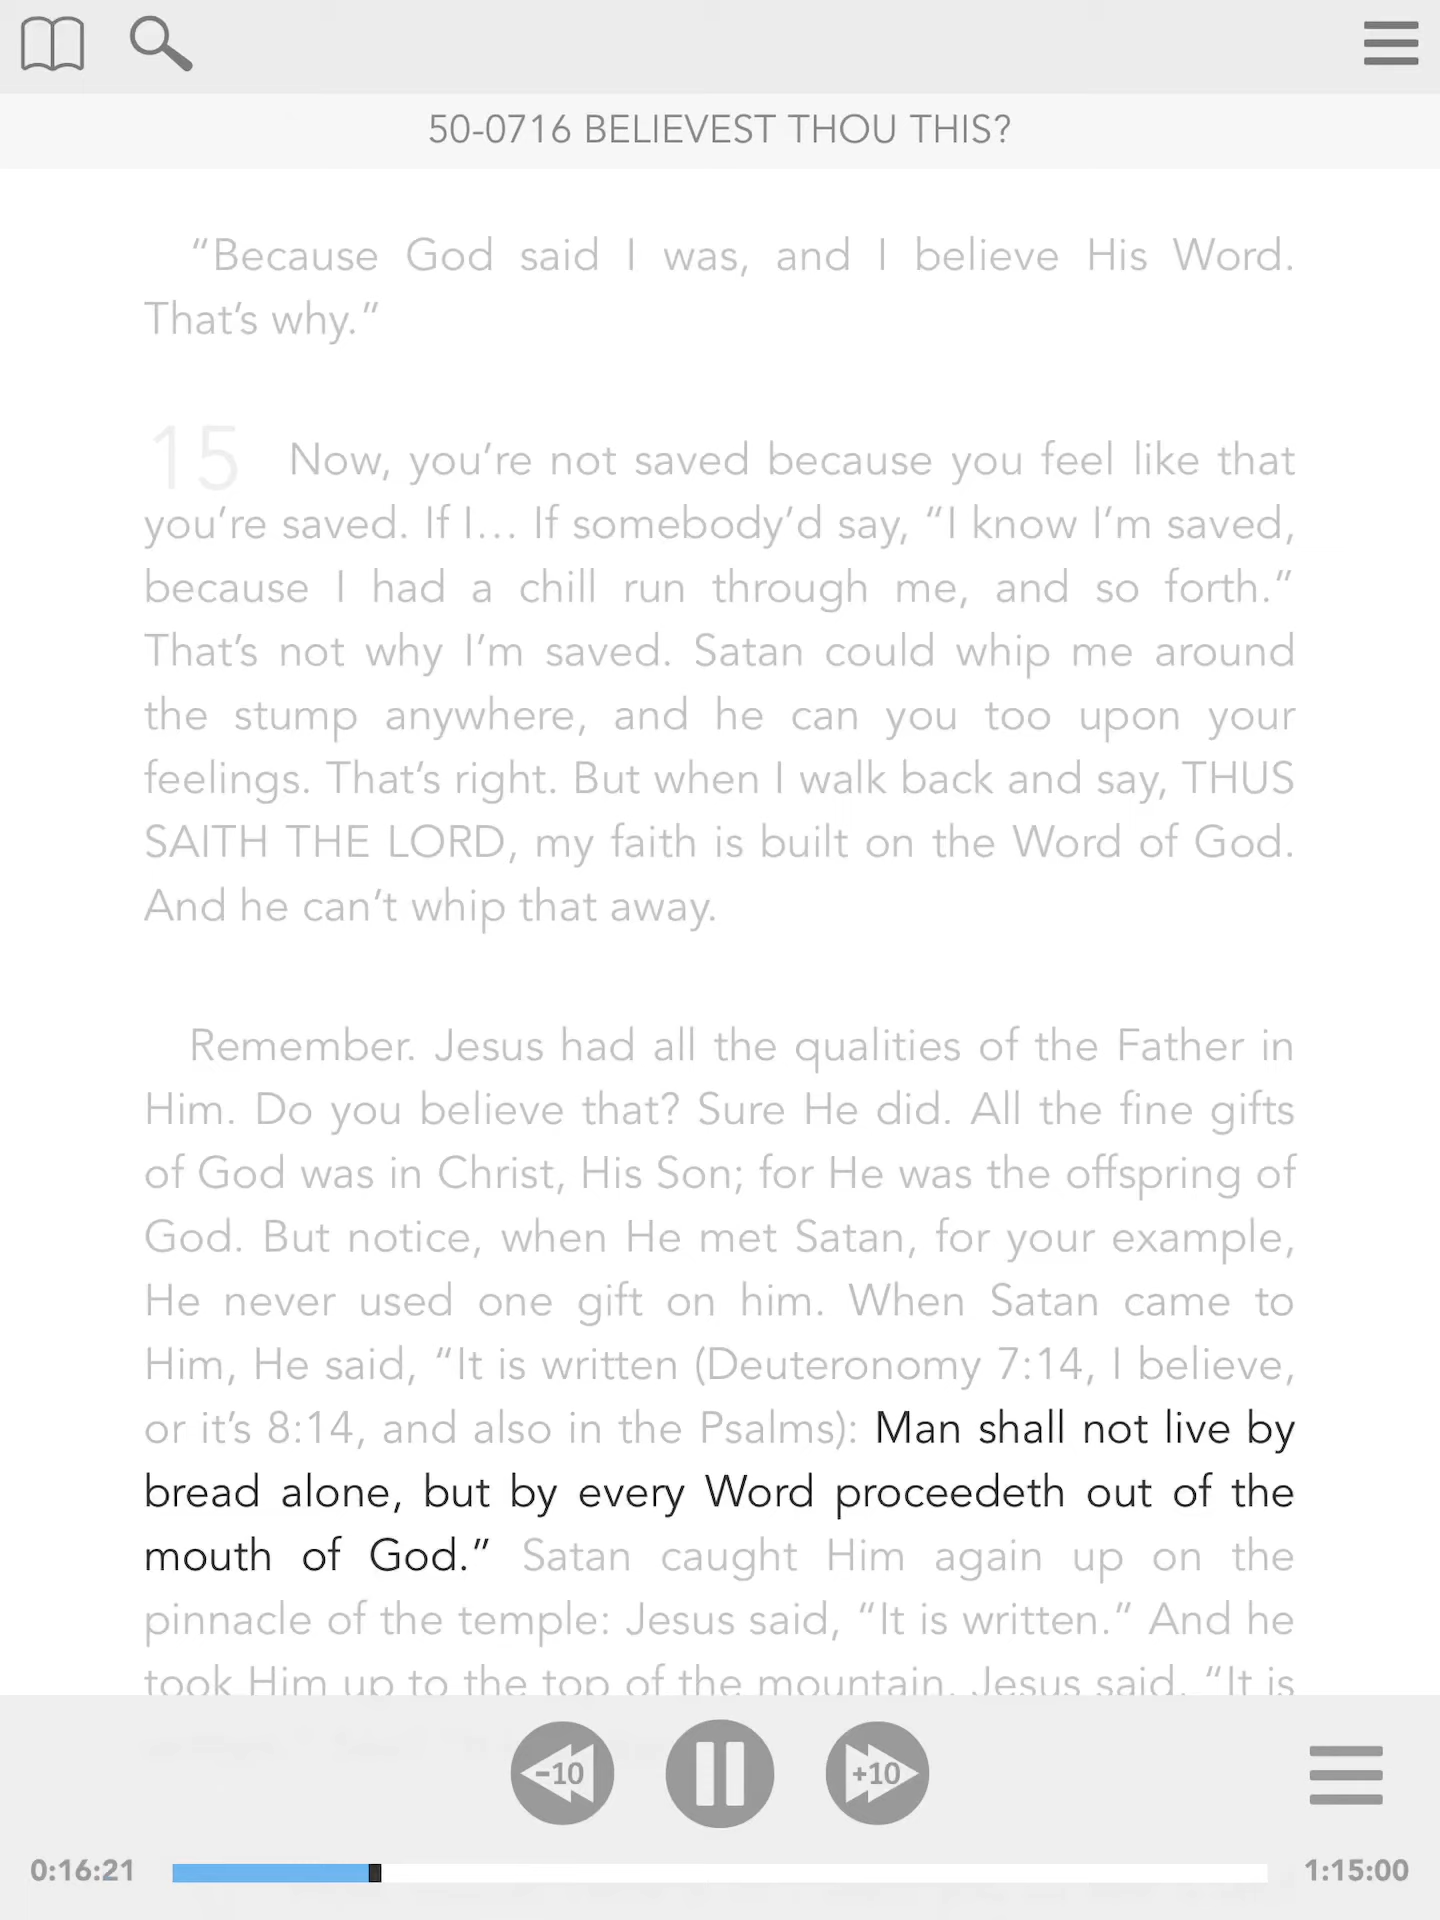 50-0716 BELIEVEST THOU THIS?
“Because God said I was, and I believe His Word.
That’s why.”
15 Now, you’re not saved because you feel like that
you’re saved. If I… If somebody’d say, “I know I’m saved,
because I had a chill run through me, and so forth.”
That’s not why I’m saved. Satan could whip me around
the stump anywhere, and he can you too upon your
feelings. That’s right. But when I walk back and say, THUS
SAITH THE LORD, my faith is built on the Word of God.
And he can’t whip that away.
Remember. Jesus had all the qualities of the Father in
Him. Do you believe that? Sure He did. All the fine gifts
of God was in Christ, His Son; for He was the offspring of
God. But notice, when He met Satan, for your example,
He never used one gift on him. When Satan came to
Him, He said, “It is written (Deuteronomy 7:14, I believe,
or it’s 8:14, and also in the Psalms): Man shall not live by
bread alone, but by every Word proceedeth out of the
mouth of God.” Satan caught Him again up on the
pinnacle of the temple: Jesus said, “It is written.” And he
took Him up to the top of the mountain, Jesus said, “It is
-10 +10
0:16:21 1:15:00